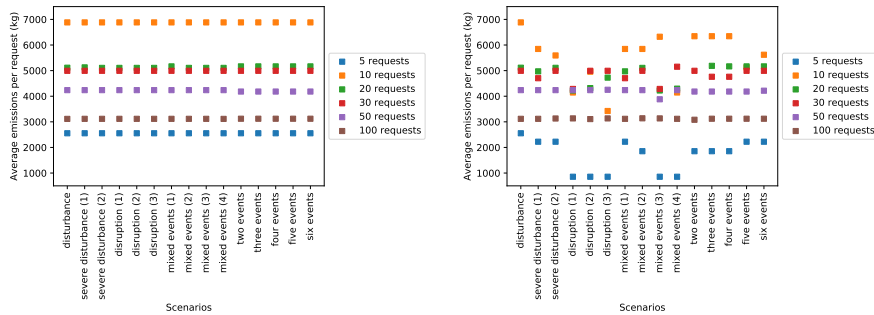 Average emissions per request (kg)
7000
6000
5000
4000
3000
2000
1000
disturbance
severe disturbance (1)
severe disturbance (2)
disruption (1)
disruption (2)
disruption (3)
mixed events (1)
mixed events (2)
mixed events (3)
mixed events (4)
two events
three events
four events
five events
six events
Scenarios
5 requests
10 requests
20 requests
30 requests
50 requests
100 requests
Average emissions per request (kg)
7000
6000
5000
4000
3000
2000
1000
disturbance
severe disturbance (1)
severe disturbance (2)
disruption (1)
disruption (2)
disruption (3)
mixed events (1)
mixed events (2)
mixed events (3)
mixed events (4)
two events
three events
four events
five events
six events
Scenarios
5 requests
10 requests
20 requests
30 requests
50 requests
100 requests